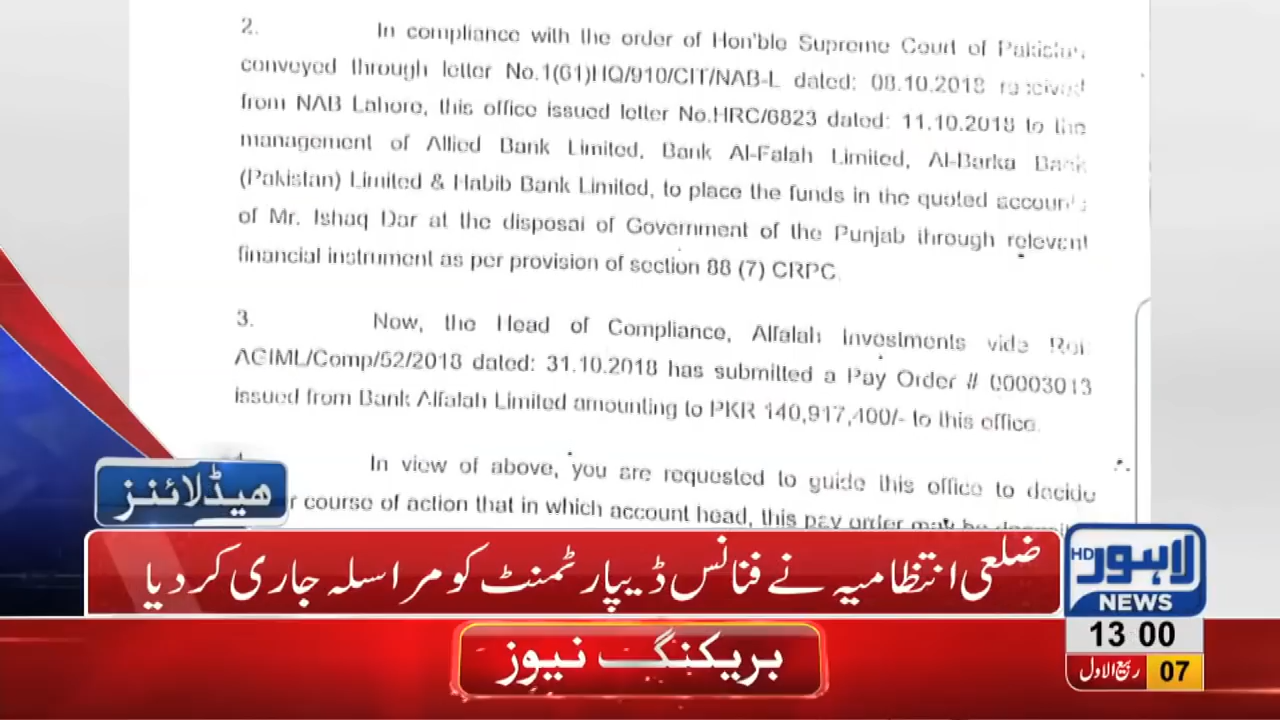 2. In compliance with the order of Hon'ble Supreme Court of Pakistan,
conveyed through letter No.1(61)HQ/910/CIT/NAB-L dated: 08.10.2018 received
from NAB Lahore, this office issued letter No.HRC/6823 dated: 11.10.2018 to the
management of Allied Bank Limited, Bank Al-Falah Limited, Al-Barka Bank
(Pakistan) Limited & Habib Bank Limited, to place the funds in the quoted accounts
of Mr. Ishaq Dar at the disposal of Government of the Punjab through relevant
financial instrument as per provision of section 88 (7) CRPC.
3. Now, the Head of Compliance, Alfalah Investments vide Ref:
AGIML/Comp/52/2018 dated: 31.10.2018 has submitted a Pay Order # 00003013
issued from Bank Alfalah Limited amounting to PKR 140,917,400/- to this office.
In view of above, you are requested to guide this office to decide
course of action that in which account head, this pay order may be
ھیڈلائنز
ضلعی انتظامیہ نے فنانس ڈیپارٹمنٹ کو مراسلہ جاری کر دیا
HD لاہور
NEWS
بریکنگ نیوز
13 00
07 ربیع الاول